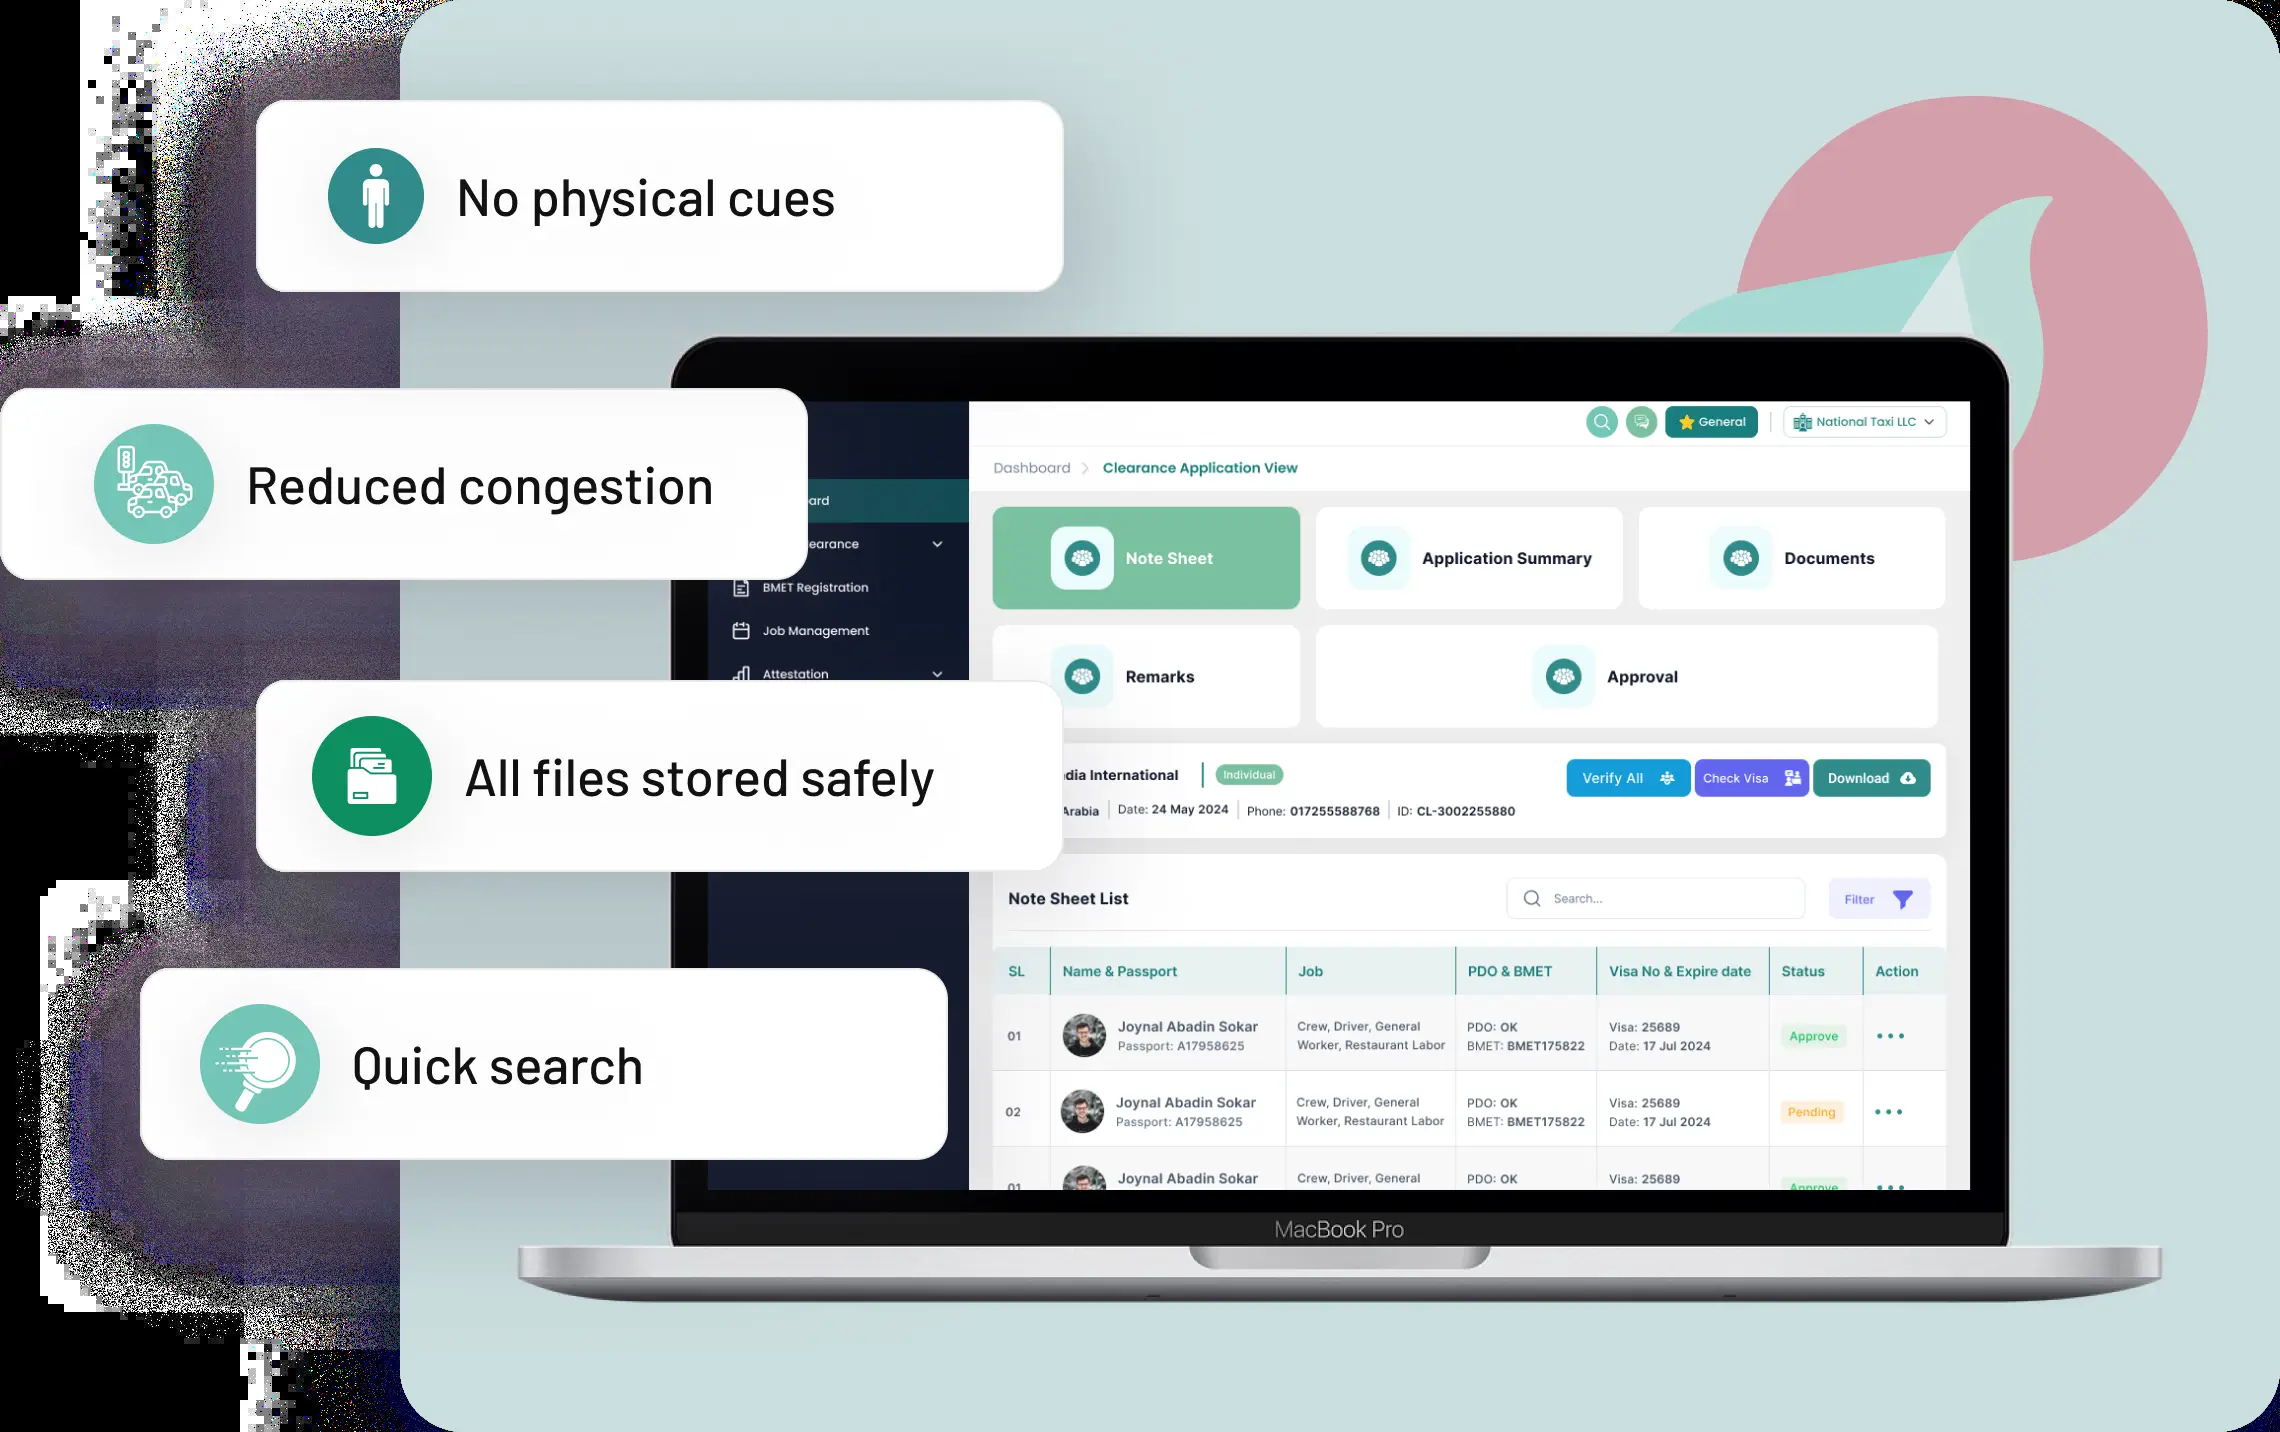 No physical cues
Reduced congestion
All files stored safely
Quick search
General
National Taxi LLC
Dashboard
Clearance Application View
BMET Registration
Job Management
Attestation
Note Sheet
Application Summary
Documents
Remarks
Approval
International
Individual
Arabia
Date: 24 May 2024
Phone: 017255588768
ID: CL-3002255880
Verify All
Check Visa
Download
Note Sheet List
Search...
Filter
SL
Name & Passport
Job
PDO & BMET
Visa No & Expire date
Status
Action
01
Joynal Abadin Sokar
Passport: A17958625
Crew, Driver, General
Worker, Restaurant Labor
PDO: OK
BMET: BMET175822
Visa: 25689
Date: 17 Jul 2024
Approve
02
Joynal Abadin Sokar
Passport: A17958625
Crew, Driver, General
Worker, Restaurant Labor
PDO: OK
BMET: BMET175822
Visa: 25689
Date: 17 Jul 2024
Pending
01
Joynal Abadin Sokar
Crew, Driver, General
PDO: OK
Visa: 25689
Approve
MacBook Pro